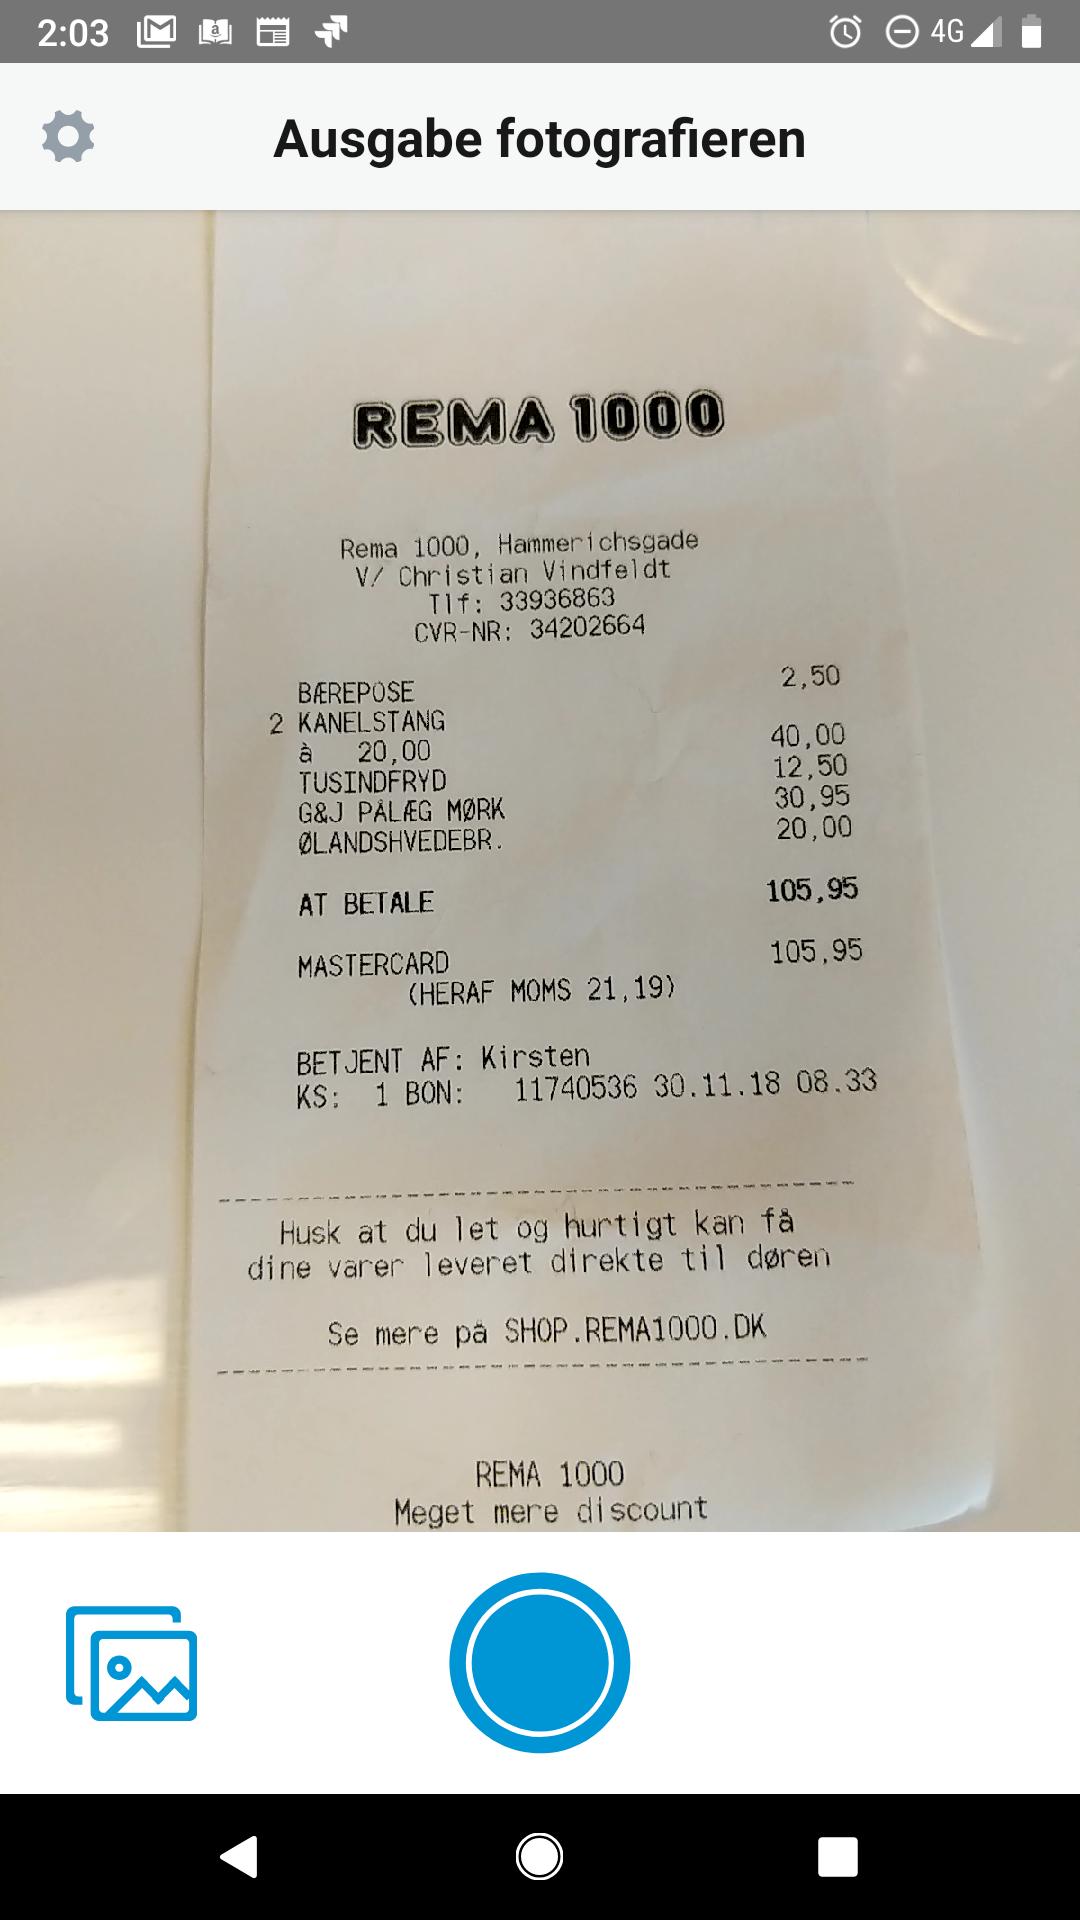 2:03
4G
Ausgabe fotografieren
REMA 1000
Rema 1000, Hammerichsgade
V/ Christian Vindfeldt
Tlf: 33936863
CVR-NR: 34202664
BÆREPOSE 2,50
2 KANELSTANG
à 20,00 40,00
TUSINDFRYD 12,50
G&J PÅLÆG MØRK 30,95
ØLANDSHVEDEBR. 20,00
AT BETALE 105,95
MASTERCARD 105,95
(HERAF MOMS 21,19)
BETJENT AF: Kirsten
KS: 1 BON: 11740536 30.11.18 08.33
Husk at du let og hurtigt kan få
dine varer leveret direkte til døren
Se mere på SHOP.REMA1000.DK
REMA 1000
Meget mere discount